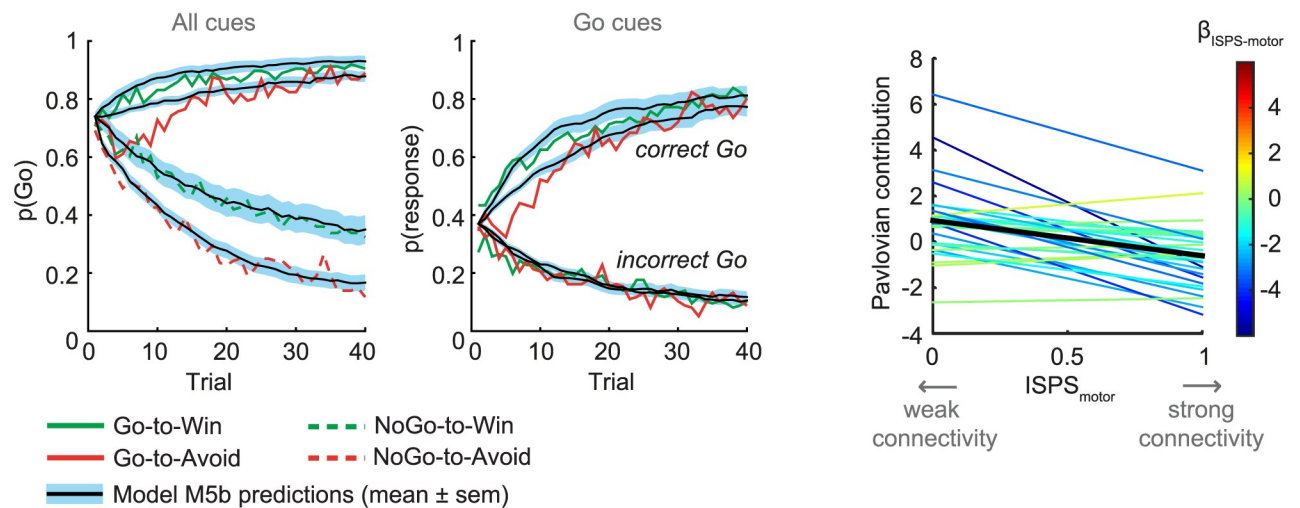 All cues
p(Go)
1
0.8
0.6
0.4
0.2
0
0
10
20
30
40
Trial
Go cues
p(response)
1
0.8
0.6
0.4
0.2
0
correct Go
incorrect Go
0
10
20
30
40
Trial
Go-to-Win
NoGo-to-Win
Go-to-Avoid
NoGo-to-Avoid
Model M5b predictions (mean ± sem)
Pavlovian contribution
8
6
4
2
0
-2
-4
0
0.5
1
ISPSmotor
← →
weak connectivity
strong connectivity
βISPS-motor
4
2
0
-2
-4